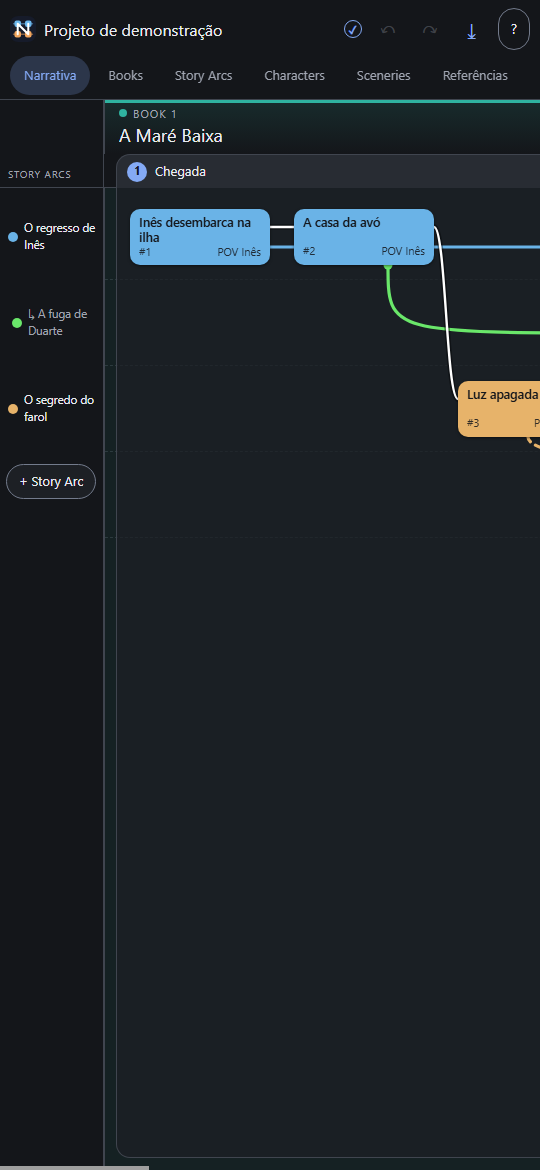 N
Projeto de demonstração
?
Narrativa
Books
Story Arcs
Characters
Sceneries
Referências
BOOK 1
A Maré Baixa
STORY ARCS
1
Chegada
O regresso de
Inês
Inês desembarca na
ilha
#1
POV Inês
A casa da avó
#2
POV Inês
↳ A fuga de
Duarte
O segredo do
farol
Luz apagada
#3
P
+ Story Arc